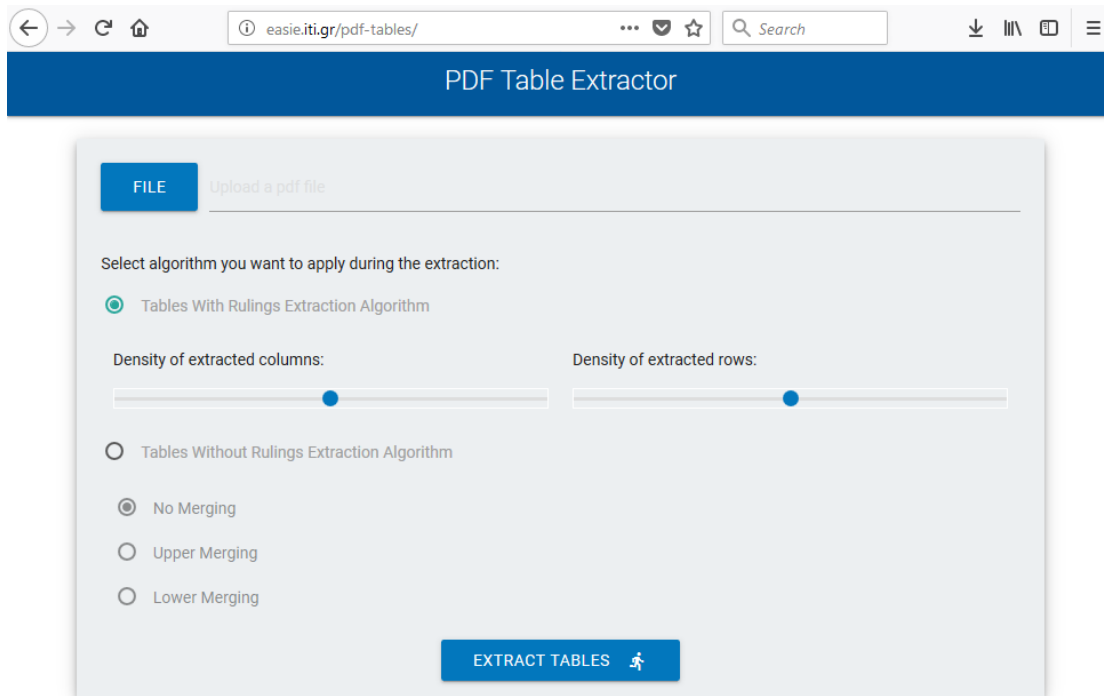 easie.iti.gr/pdf-tables/
Search
PDF Table Extractor
FILE
Upload a pdf file
Select algorithm you want to apply during the extraction:
Tables With Rulings Extraction Algorithm
Density of extracted columns: Density of extracted rows:
Tables Without Rulings Extraction Algorithm
No Merging
Upper Merging
Lower Merging
EXTRACT TABLES